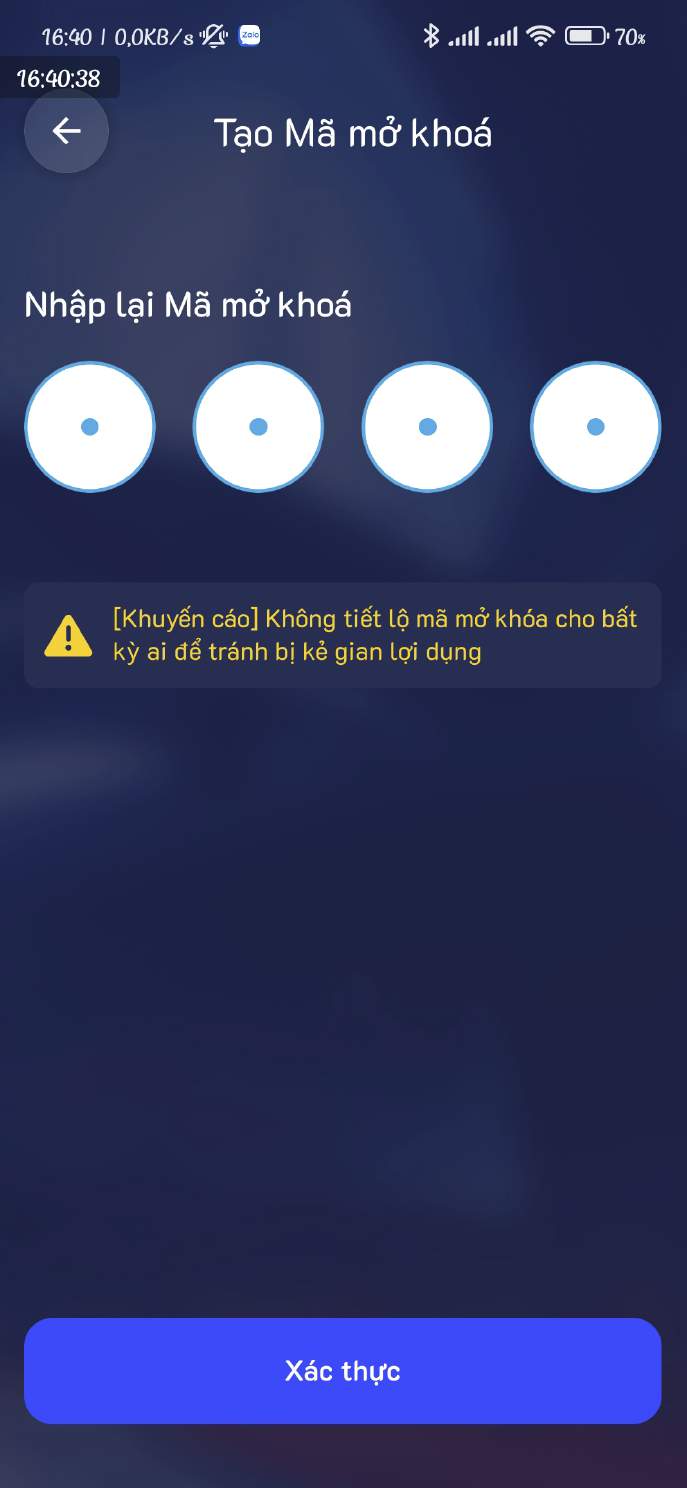 16:40 | 0,0KB/s Zalo 70%
16:40:38
Tạo Mã mở khoá
Nhập lại Mã mở khoá
[Khuyến cáo] Không tiết lộ mã mở khóa cho bất
kỳ ai để tránh bị kẻ gian lợi dụng
Xác thực